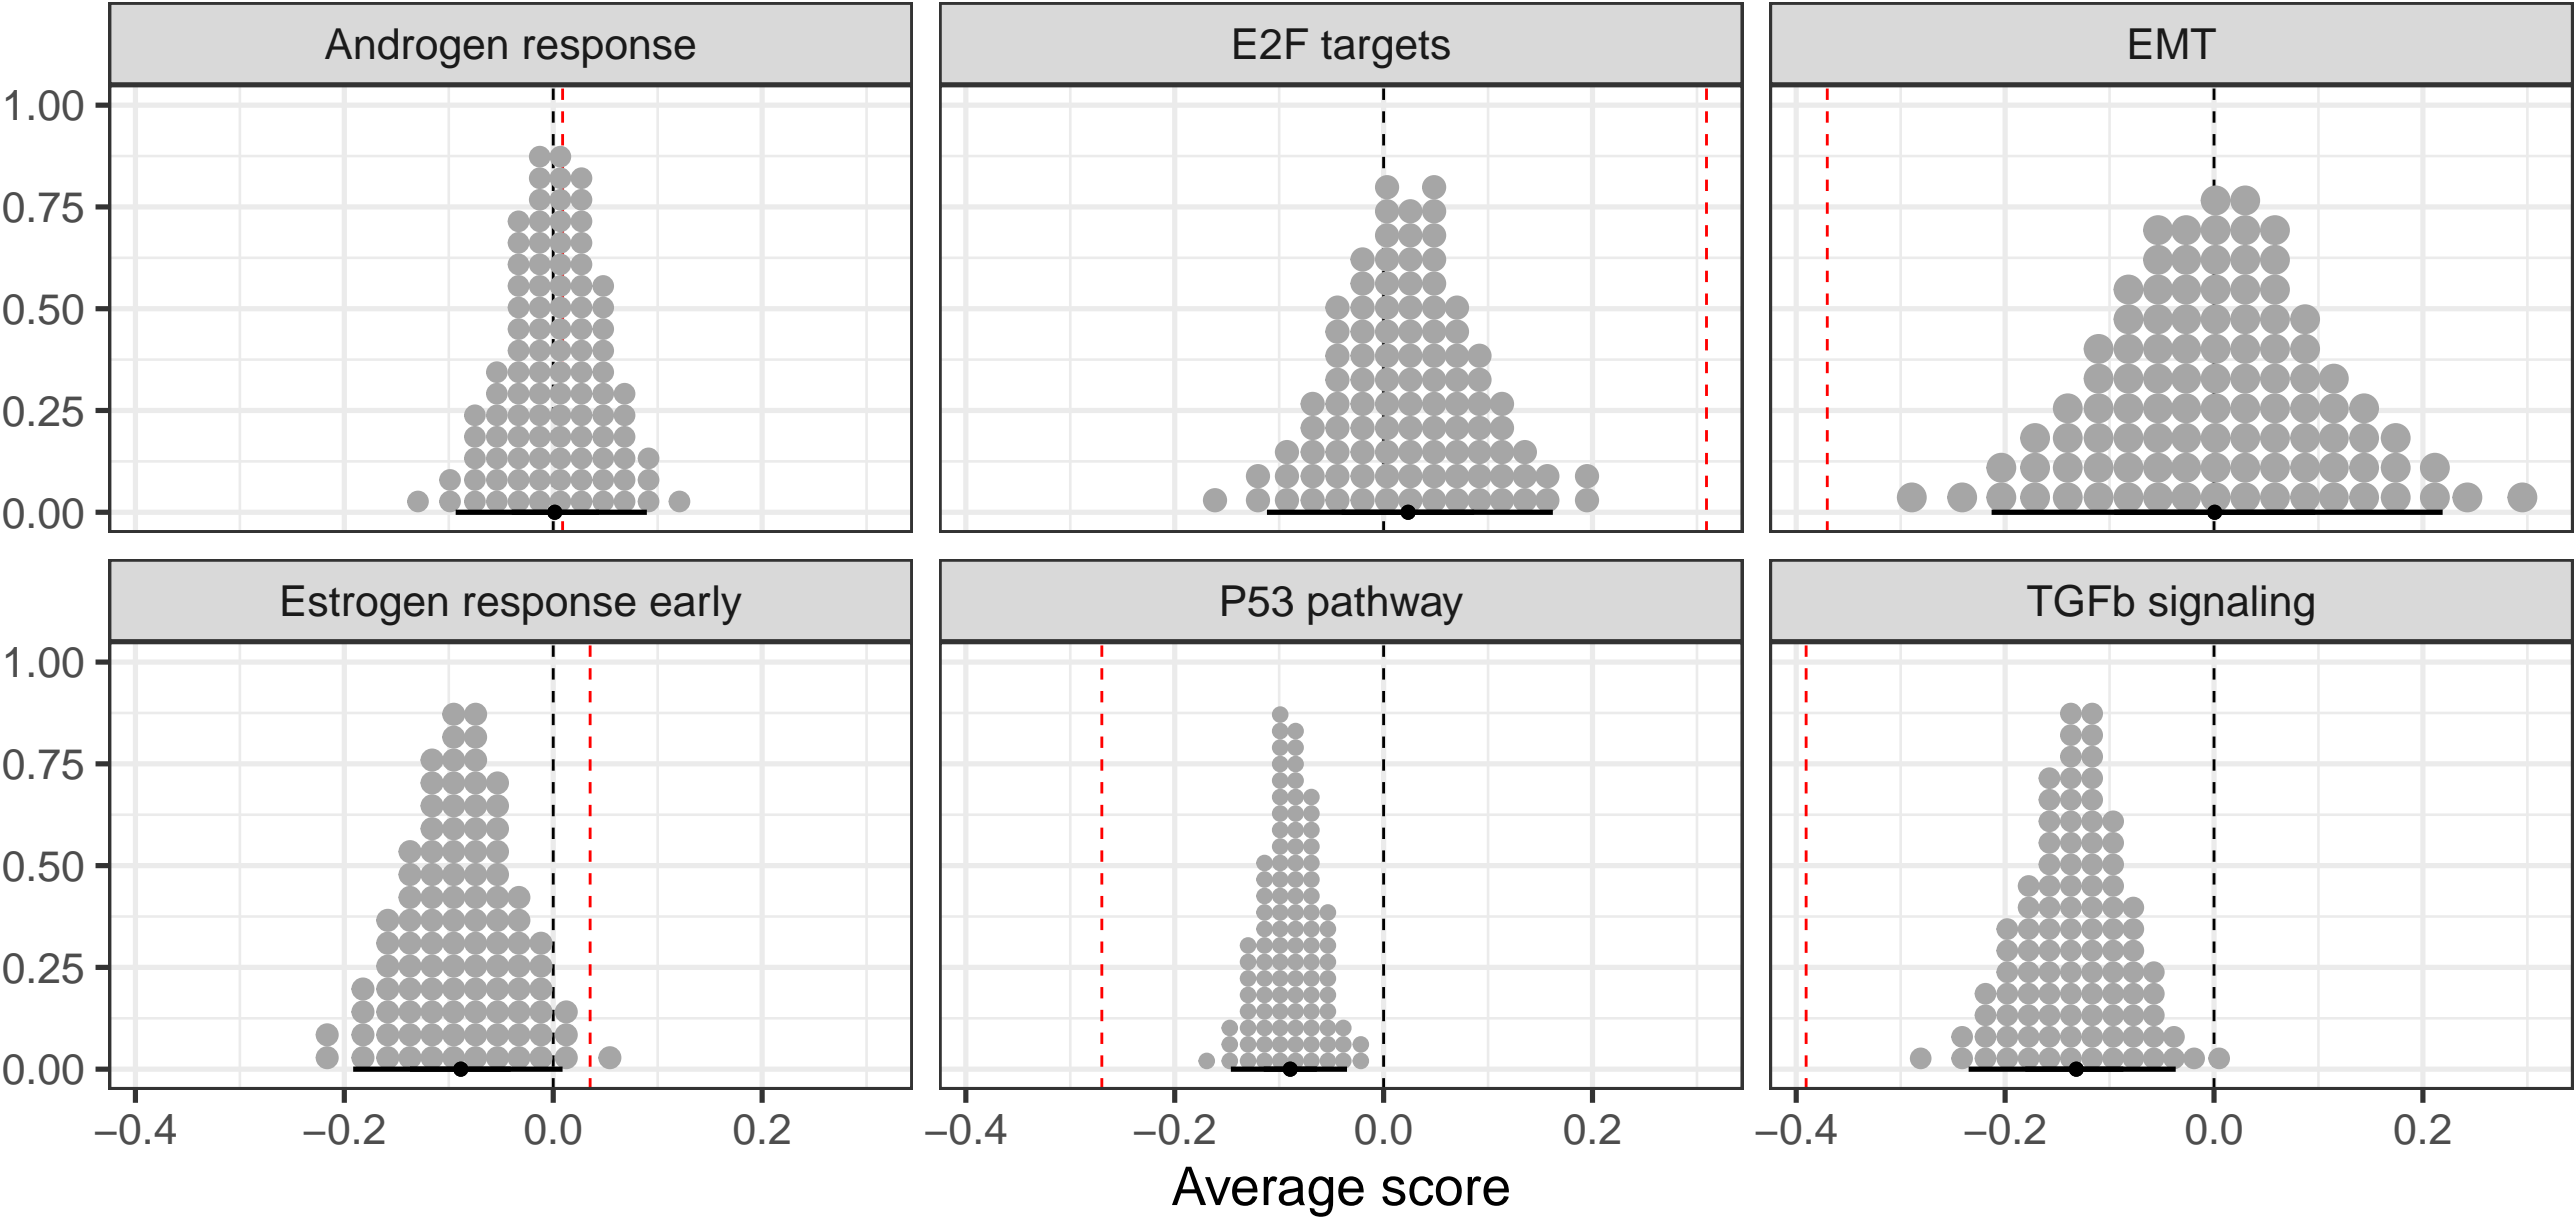 Androgen response
E2F targets
EMT
1.00
0.75
0.50
0.25
0.00
Estrogen response early
P53 pathway
TGFb signaling
1.00
0.75
0.50
0.25
0.00
−0.4 −0.2 0.0 0.2
−0.4 −0.2 0.0 0.2
−0.4 −0.2 0.0 0.2
Average score